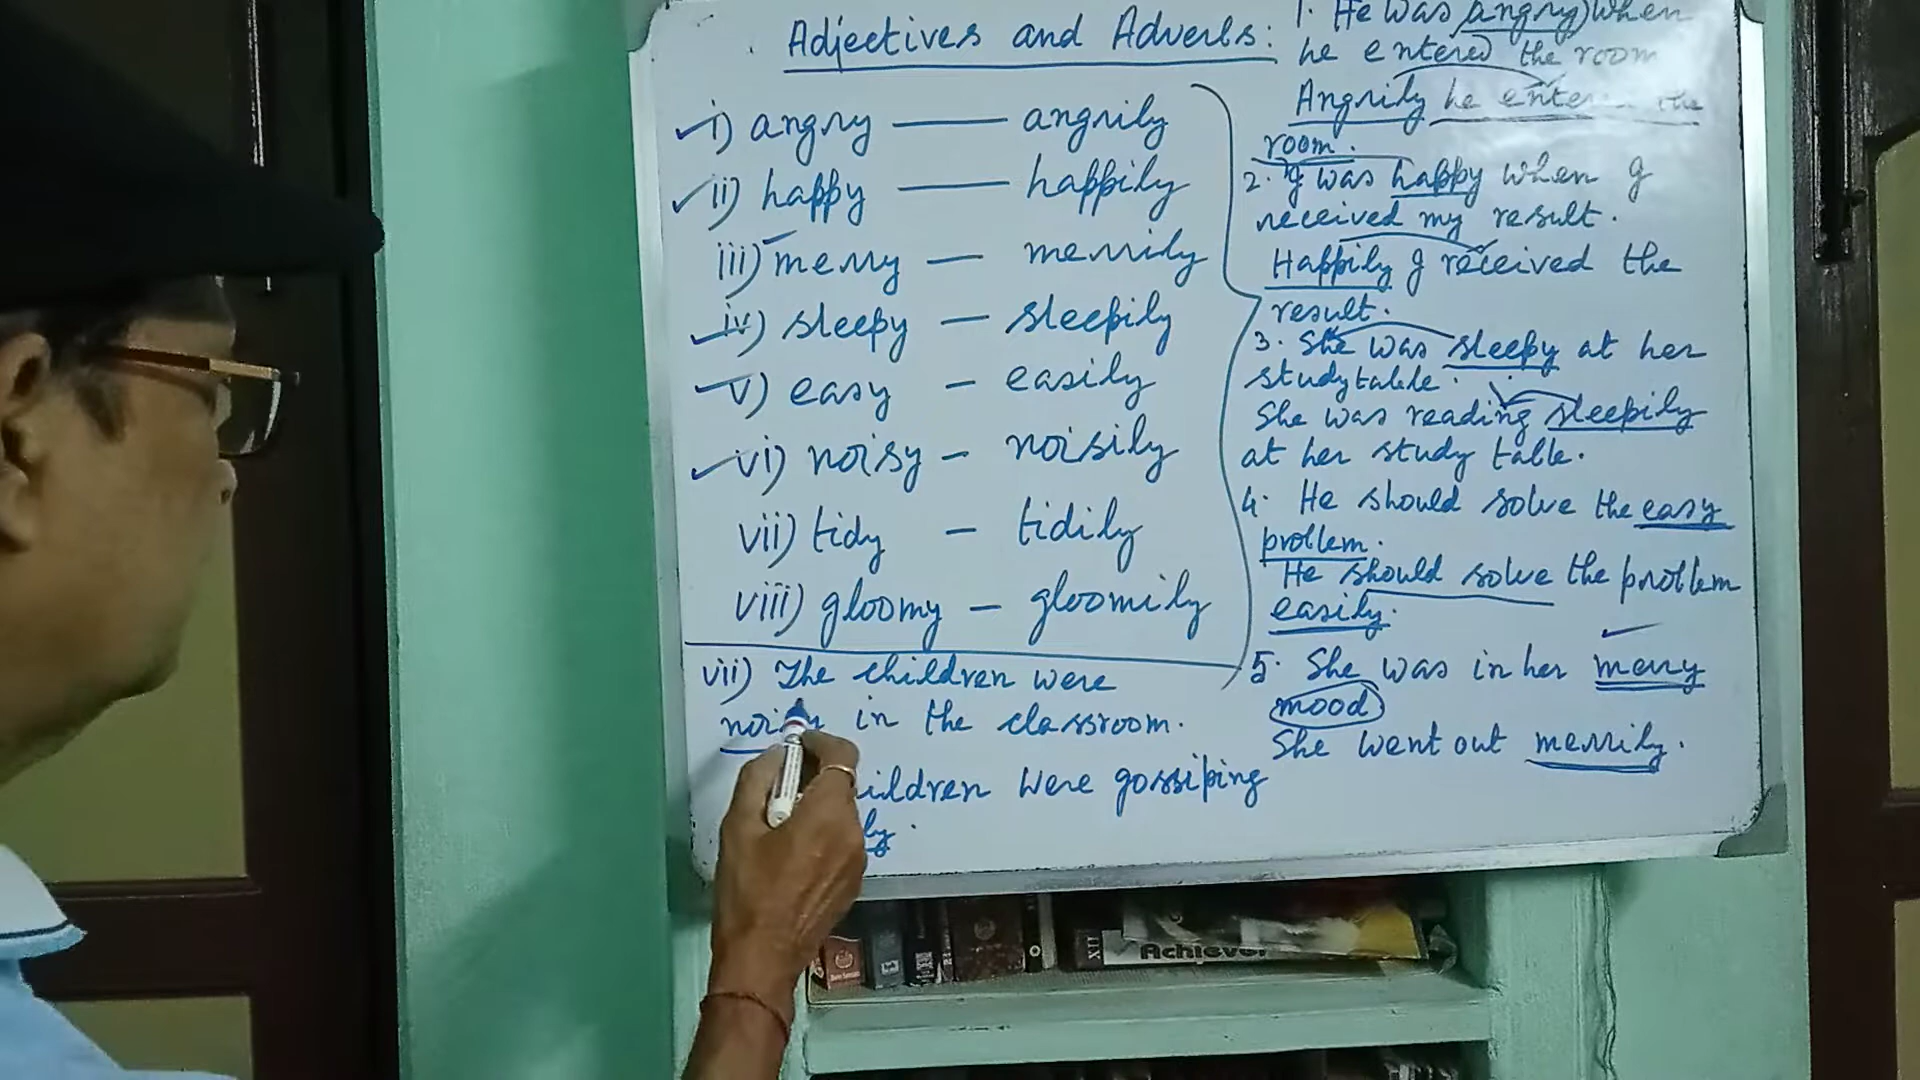 Adjectives and Adverbs:
i) angry — angrily
ii) happy — happily
iii) merry — merrily
iv) sleepy — sleepily
v) easy — easily
vi) noisy — noisily
vii) tidy — tidily
viii) gloomy — gloomily
vii) The children were
noisy in the classroom.
were gossiping
1. He was angry when
he entered the room
Angrily he the
room.
2. I was happy when I
received my result.
Happily I received the
result.
3. She was sleepy at her
study table.
She was reading sleepily
at her study table.
4. He should solve the easy
problem.
He should solve the problem
easily.
5. She was in her merry
mood
She went out merrily.
Achiever
XII